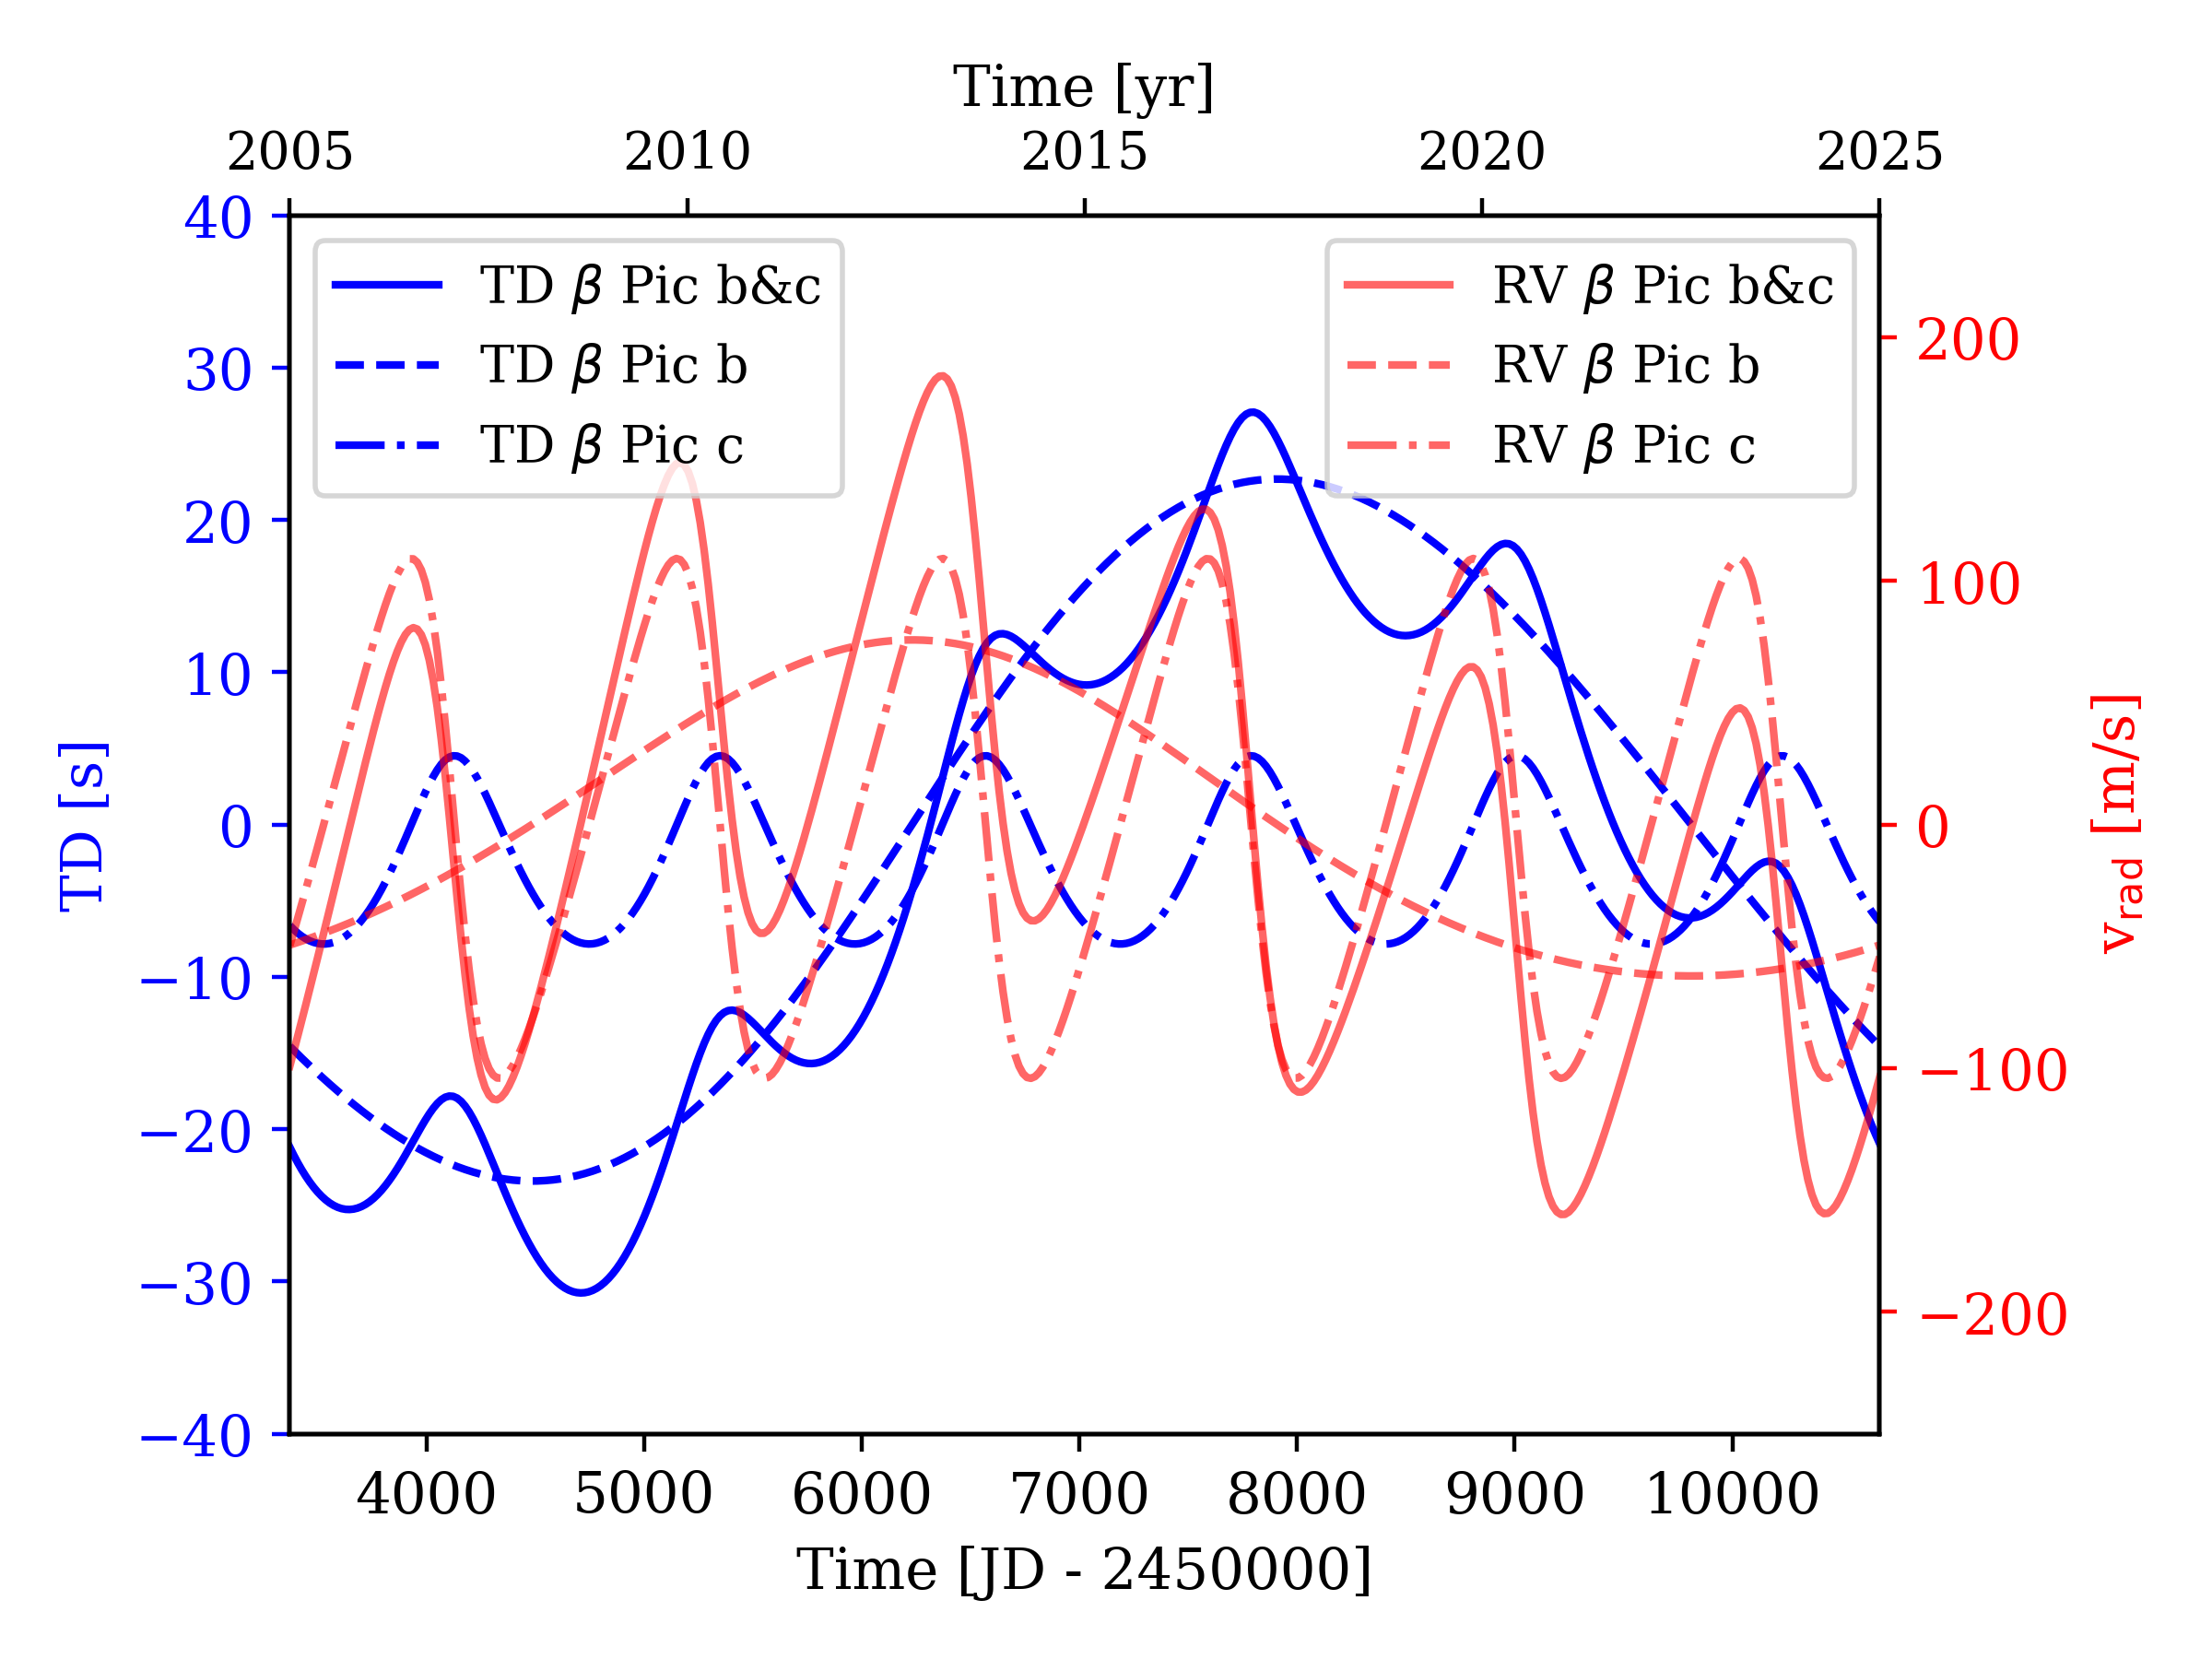 Time [yr]
2005 2010 2015 2020 2025
40
30
20
10
0
−10
−20
−30
−40
TD [s]
TD β Pic b&c
TD β Pic b
TD β Pic c
RV β Pic b&c
RV β Pic b
RV β Pic c
200
100
0
−100
−200
v_rad [m/s]
4000 5000 6000 7000 8000 9000 10000
Time [JD - 2450000]